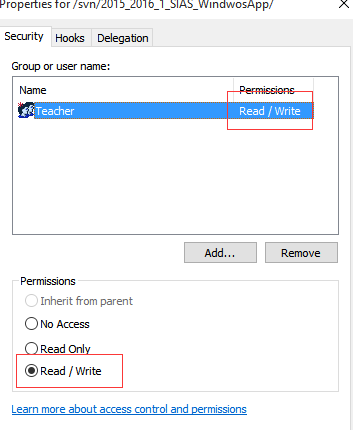 Properties for /svn/2015_2016_1_SIAS_WindwosApp/
Security Hooks Delegation
Group or user name:
Name Permissions
Teacher Read / Write
Add... Remove
Permissions
Inherit from parent
No Access
Read Only
Read / Write
Learn more about access control and permissions